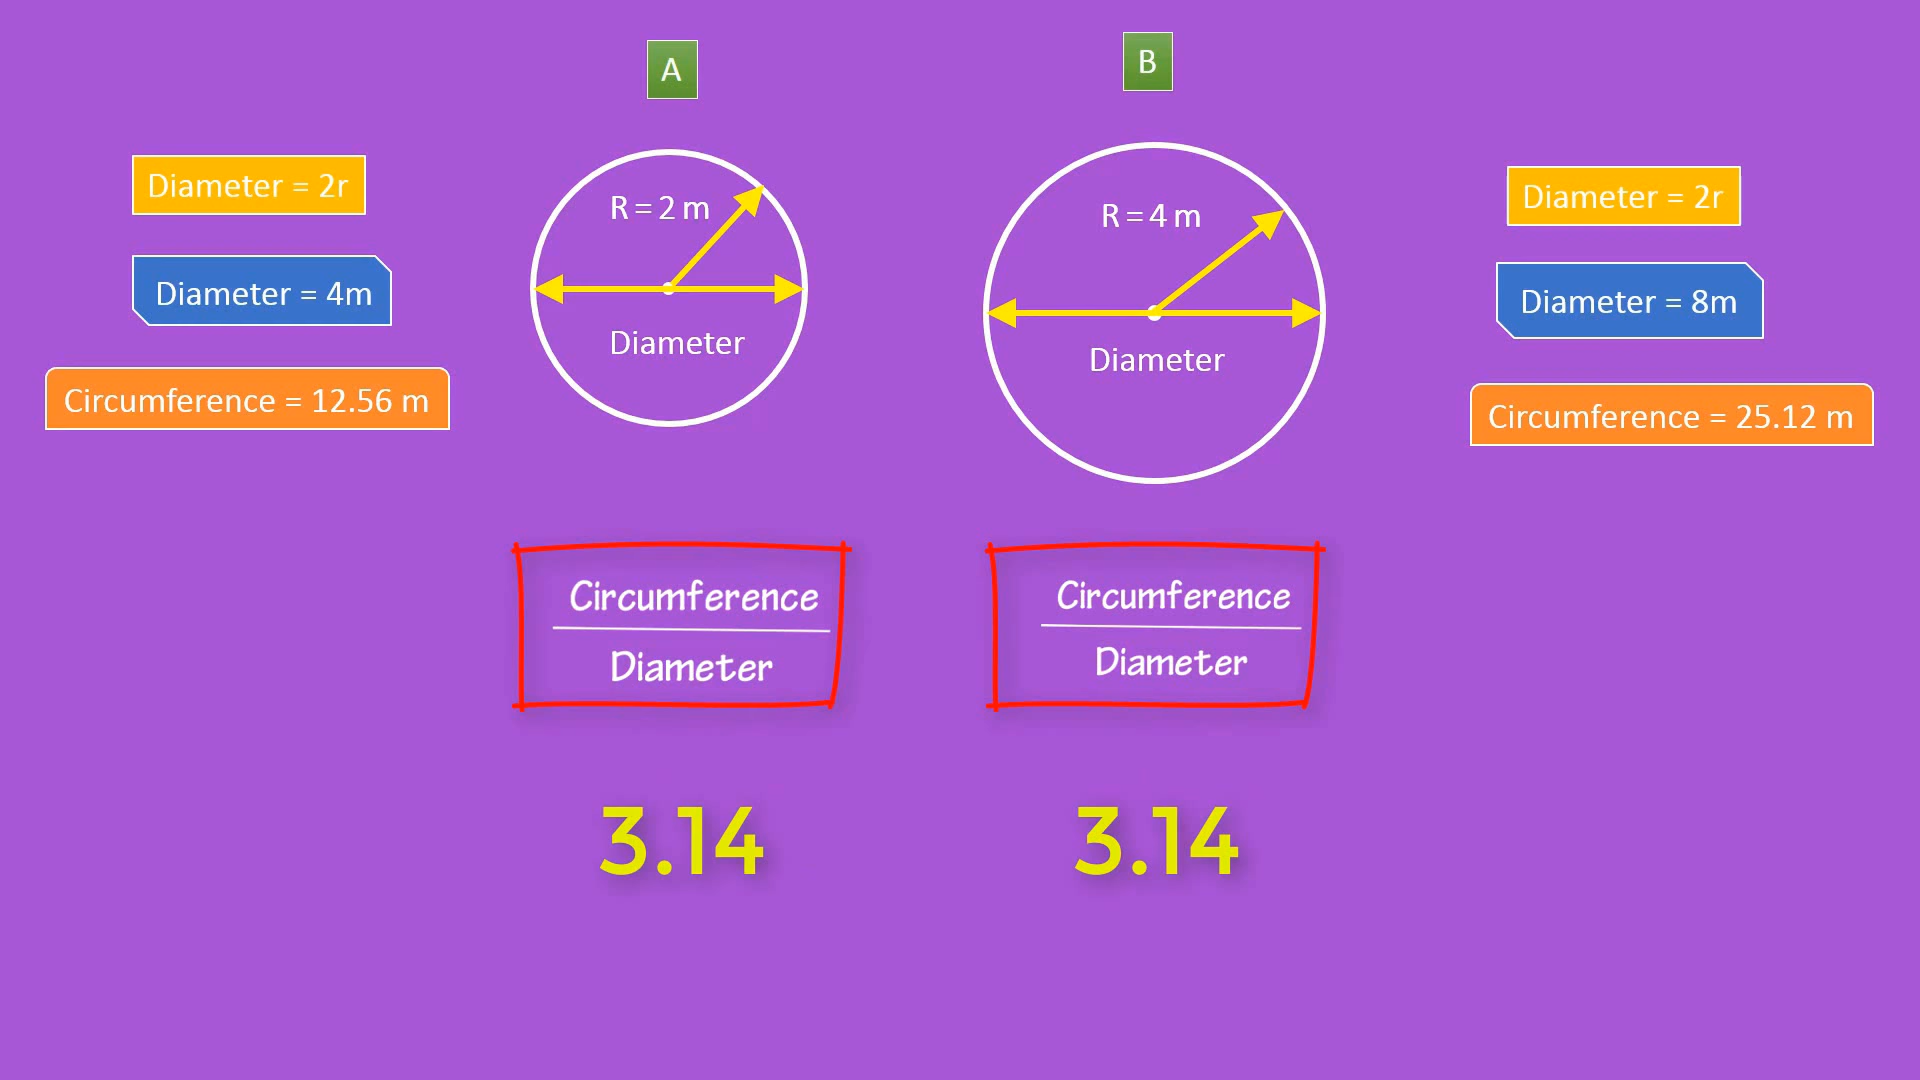 A
B
Diameter = 2r
Diameter = 4m
Circumference = 12.56 m
R = 2 m
Diameter
R = 4 m
Diameter
Diameter = 2r
Diameter = 8m
Circumference = 25.12 m
Circumference
Diameter
Circumference
Diameter
3.14
3.14